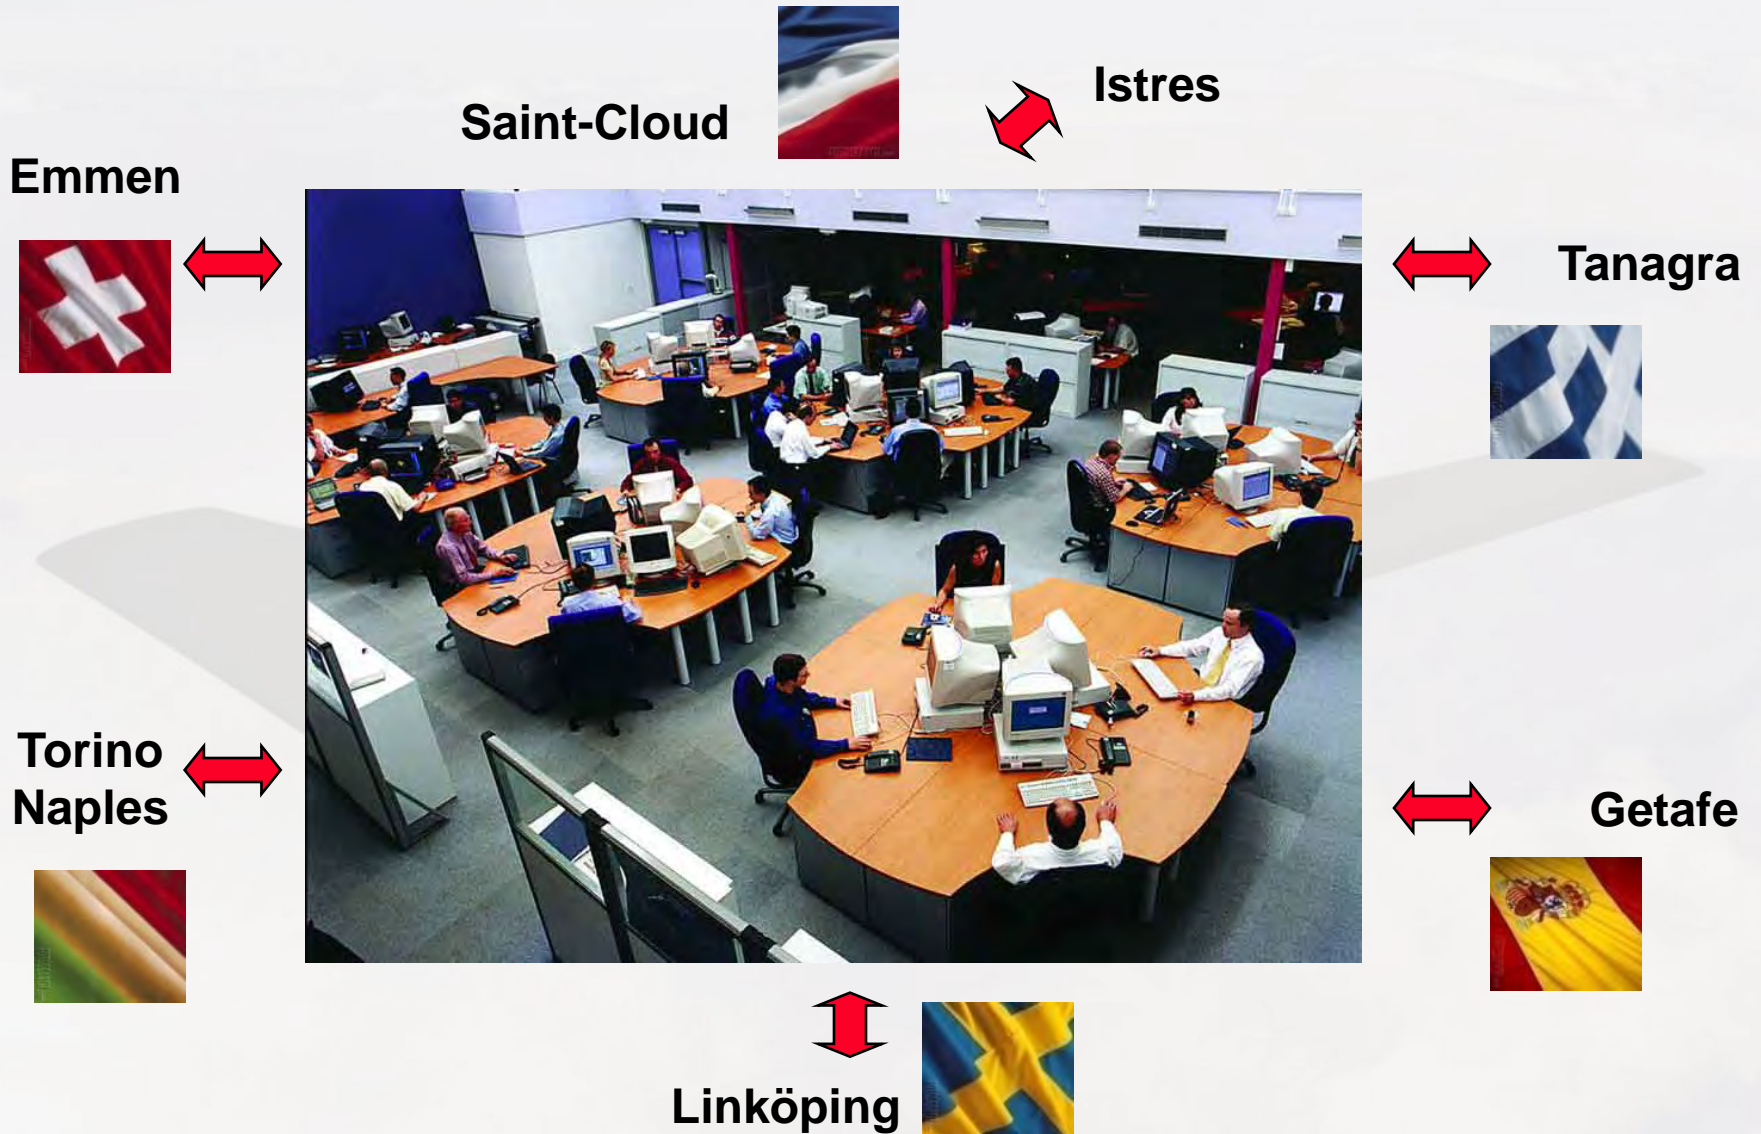 Istres
Saint-Cloud
Emmen
Tanagra
Torino
Naples
Getafe
Linköping